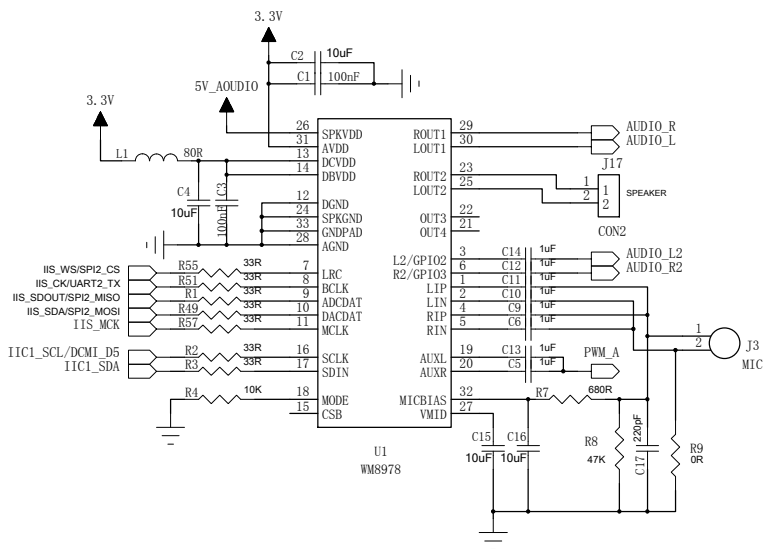 3.3V
C2 10uF
C1 100nF
5V_AOUDIO
3.3V
L1 80R
C4
10uF
C3
100nF
26 SPKVDD
31 AVDD
13 DCVDD
14 DBVDD
12 DGND
24 SPKGND
33 GNDPAD
28 AGND
IIS_WS/SPI2_CS R55 33R 7 LRC
IIS_CK/UART2_TX R51 33R 8 BCLK
IIS_SDOUT/SPI2_MISO R1 33R 9 ADCDAT
IIS_SDA/SPI2_MOSI R49 33R 10 DACDAT
IIS_MCK R57 33R 11 MCLK
IIC1_SCL/DCMI_D5 R2 33R 16 SCLK
IIC1_SDA R3 33R 17 SDIN
R4 10K 18 MODE
15 CSB
U1
WM8978
ROUT1 29 AUDIO_R
LOUT1 30 AUDIO_L
J17
ROUT2 23 1 1 SPEAKER
LOUT2 25 2 2
CON2
OUT3 22
OUT4 21
L2/GPIO2 3 C14 1uF AUDIO_L2
R2/GPIO3 6 C12 1uF AUDIO_R2
LIP 1 C11 1uF
LIN 2 C10 1uF
RIP 4 C9 1uF
RIN 5 C6 1uF
1
2
J3
MIC
AUXL 19 C13 1uF PWM_A
AUXR 20 C5 1uF
MICBIAS 32 R7 680R
VMID 27
C15
10uF
C16
10uF
R8
47K
220pF
C17
R9
0R